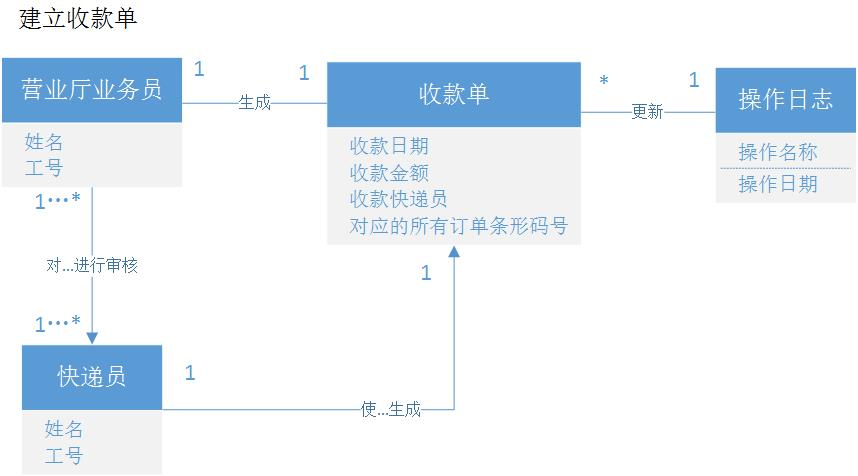 建立收款单
营业厅业务员
姓名
工号
1
生成
1
收款单
收款日期
收款金额
收款快递员
对应的所有订单条形码号
*
更新
1
操作日志
操作名称
操作日期
1…*
对...进行审核
1…*
快递员
姓名
工号
1
使...生成
1